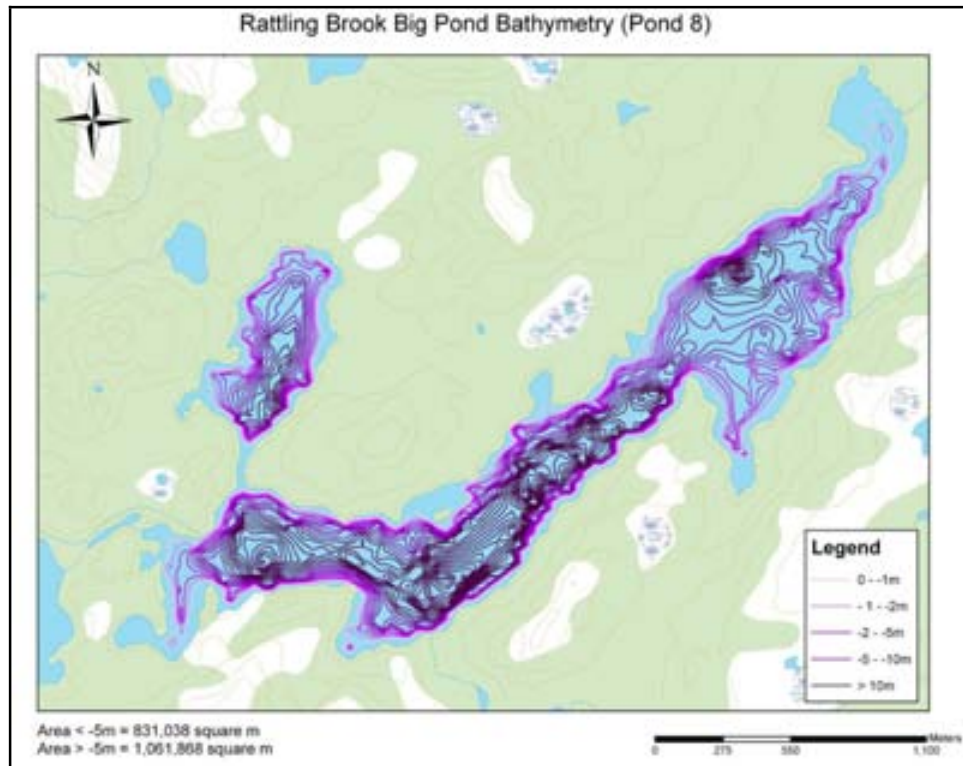 Rattling Brook Big Pond Bathymetry (Pond 8)
N
Legend
0 - -1m
- 1 - -2m
-2 - -5m
-5 - -10m
> 10m
Area < -5m = 831,038 square m
Area > -5m = 1,061,868 square m
Meters
0 275 550 1,100